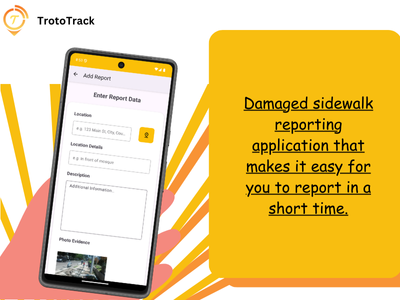 TrotoTrack
Add Report
Enter Report Data
Location
e.g. 123 Main St, City, Coun...
Location Details
e.g. in front of mosque
Description
Additional information..
Photo Evidence
Damaged sidewalk
reporting
application that
makes it easy for
you to report in a
short time.